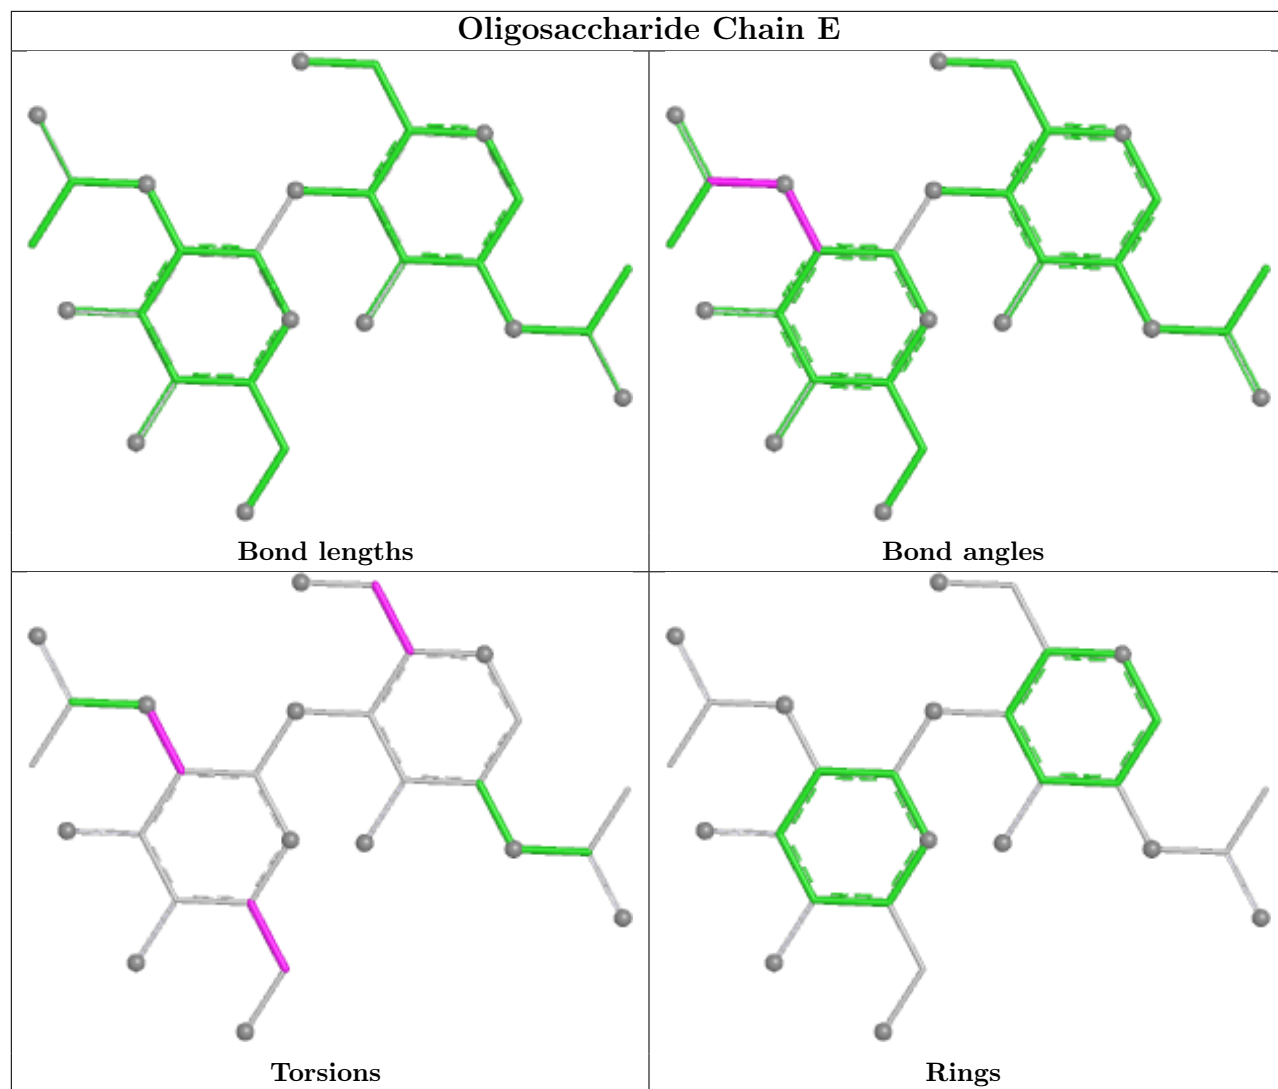 Oligosaccharide Chain E
Bond lengths
Bond angles
Torsions
Rings